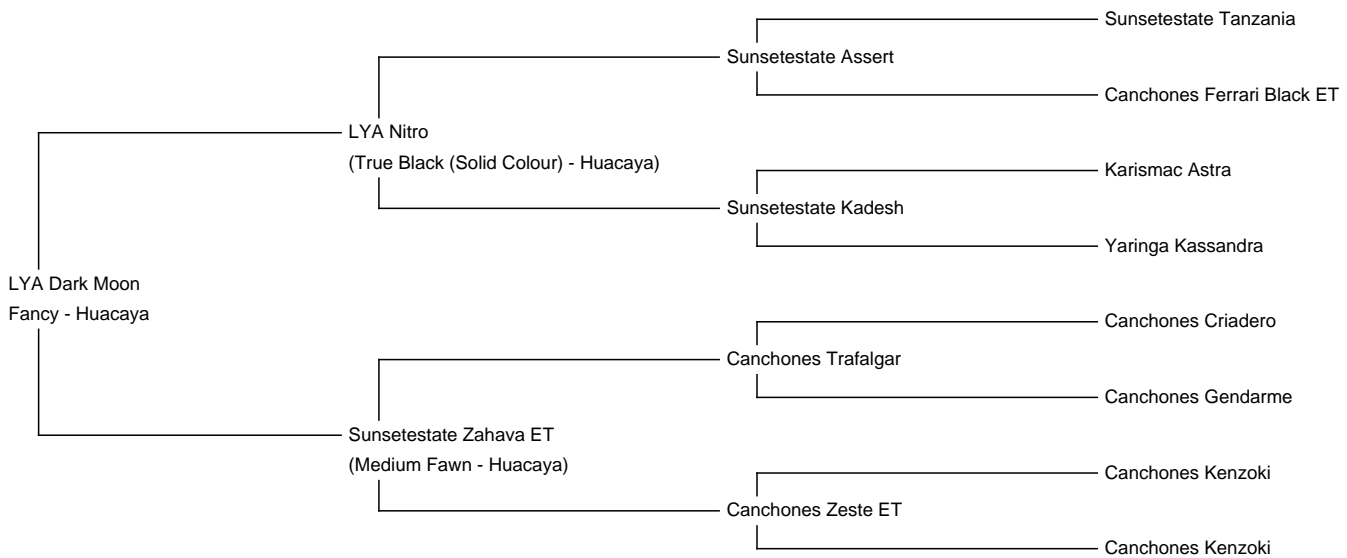 Sunsetestate Tanzania
Sunsetestate Assert
Canchones Ferrari Black ET
LYA Nitro
(True Black (Solid Colour) - Huacaya)
Karismac Astra
Sunsetestate Kadesh
Yaringa Kassandra
LYA Dark Moon
Fancy - Huacaya
Canchones Criadero
Canchones Trafalgar
Canchones Gendarme
Sunsetestate Zahava ET
(Medium Fawn - Huacaya)
Canchones Kenzoki
Canchones Zeste ET
Canchones Kenzoki